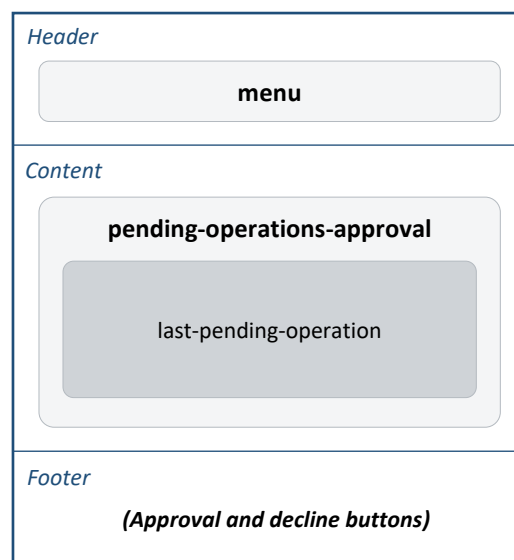 Header
menu
Content
pending-operations-approval
last-pending-operation
Footer
(Approval and decline buttons)